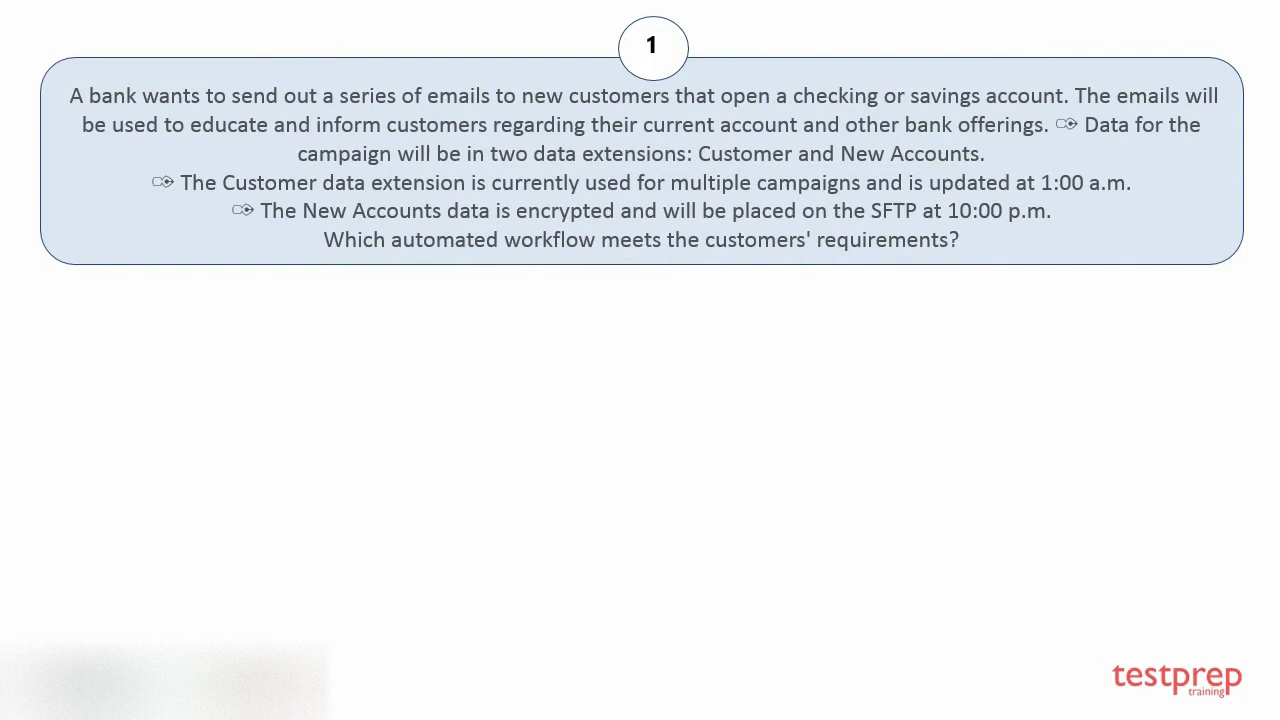 1
A bank wants to send out a series of emails to new customers that open a checking or savings account. The emails will
be used to educate and inform customers regarding their current account and other bank offerings. ➩ Data for the
campaign will be in two data extensions: Customer and New Accounts.
➩ The Customer data extension is currently used for multiple campaigns and is updated at 1:00 a.m.
➩ The New Accounts data is encrypted and will be placed on the SFTP at 10:00 p.m.
Which automated workflow meets the customers' requirements?
testprep
training